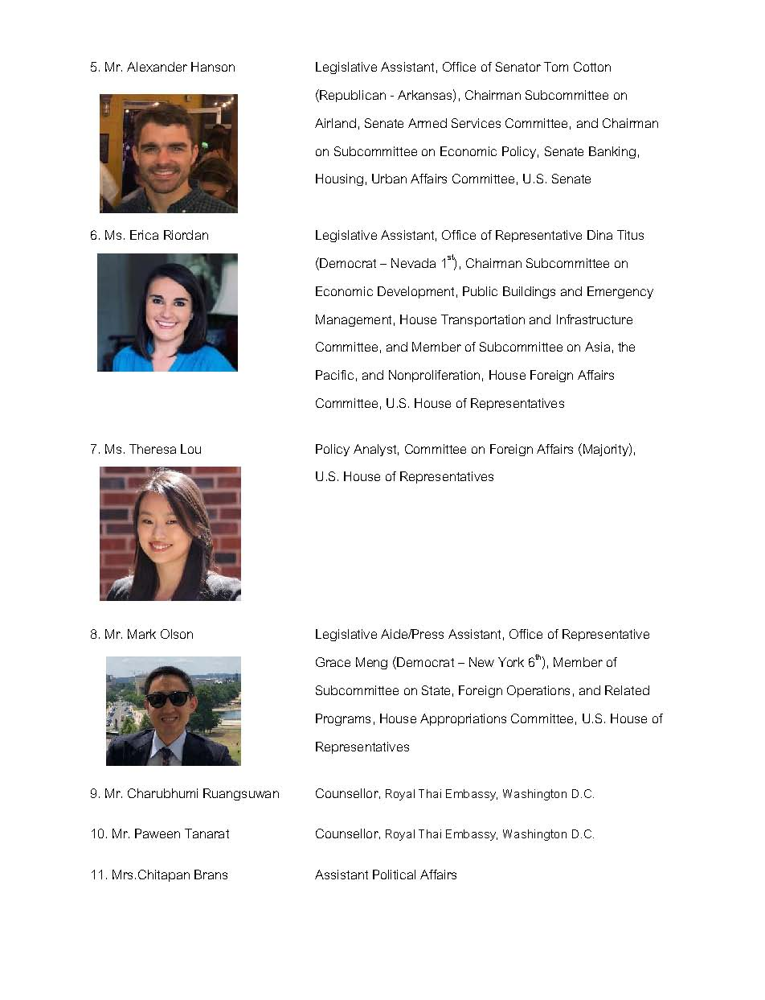 5. Mr. Alexander Hanson
Legislative Assistant, Office of Senator Tom Cotton
(Republican - Arkansas), Chairman Subcommittee on
Airland, Senate Armed Services Committee, and Chairman
on Subcommittee on Economic Policy, Senate Banking,
Housing, Urban Affairs Committee, U.S. Senate
6. Ms. Erica Riordan
Legislative Assistant, Office of Representative Dina Titus
(Democrat – Nevada 1st), Chairman Subcommittee on
Economic Development, Public Buildings and Emergency
Management, House Transportation and Infrastructure
Committee, and Member of Subcommittee on Asia, the
Pacific, and Nonproliferation, House Foreign Affairs
Committee, U.S. House of Representatives
7. Ms. Theresa Lou
Policy Analyst, Committee on Foreign Affairs (Majority),
U.S. House of Representatives
8. Mr. Mark Olson
Legislative Aide/Press Assistant, Office of Representative
Grace Meng (Democrat – New York 6th), Member of
Subcommittee on State, Foreign Operations, and Related
Programs, House Appropriations Committee, U.S. House of
Representatives
9. Mr. Charubhumi Ruangsuwan
Counsellor, Royal Thai Embassy, Washington D.C.
10. Mr. Paween Tanarat
Counsellor, Royal Thai Embassy, Washington D.C.
11. Mrs.Chitapan Brans
Assistant Political Affairs